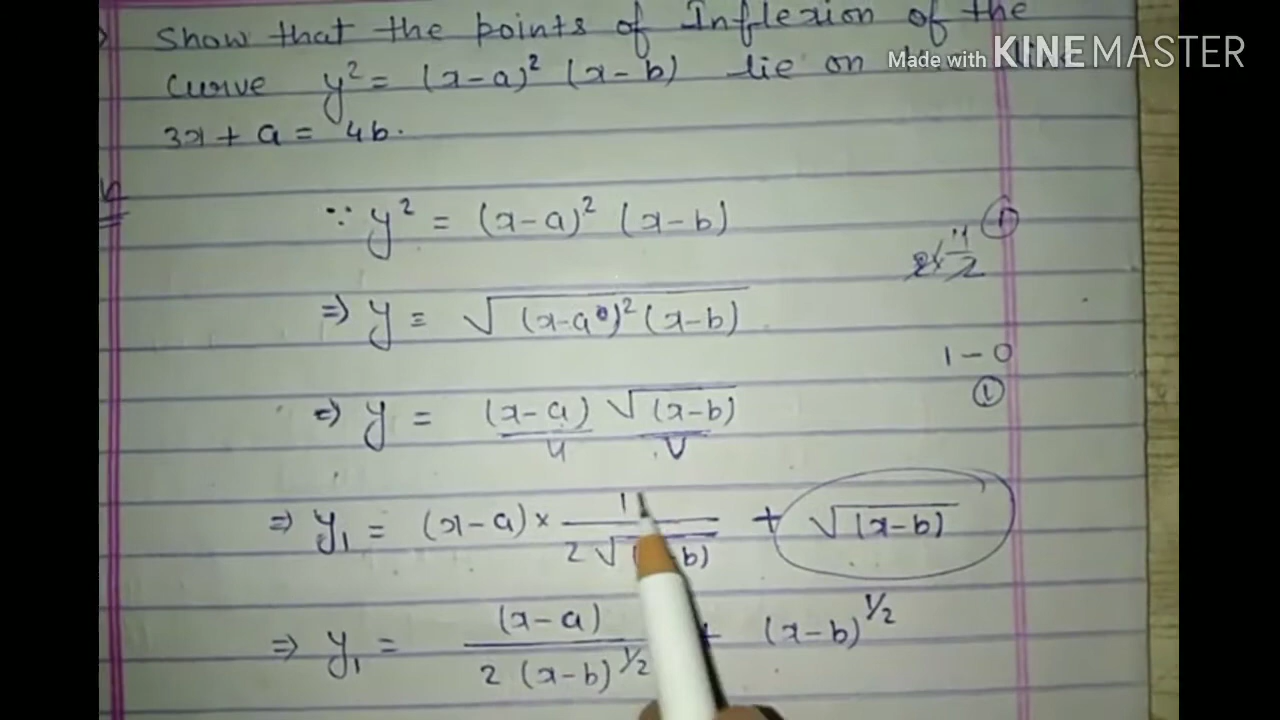 Show that the points of Inflexion of the
Made with KINEMASTER
Curve y² = (x-a)² (x-b) lie on
3x + a = 4b.
∵ y² = (x-a)² (x-b)
1
⇒ y = √(x-a)²(x-b)
1 - 0
1
⇒ y = (x-a) √(x-b)
u v
⇒ y₁ = (x-a) × 1 / 2√(x-b) + √(x-b)
⇒ y₁ = (x-a) / 2 (x-b)^1/2 + (x-b)^1/2